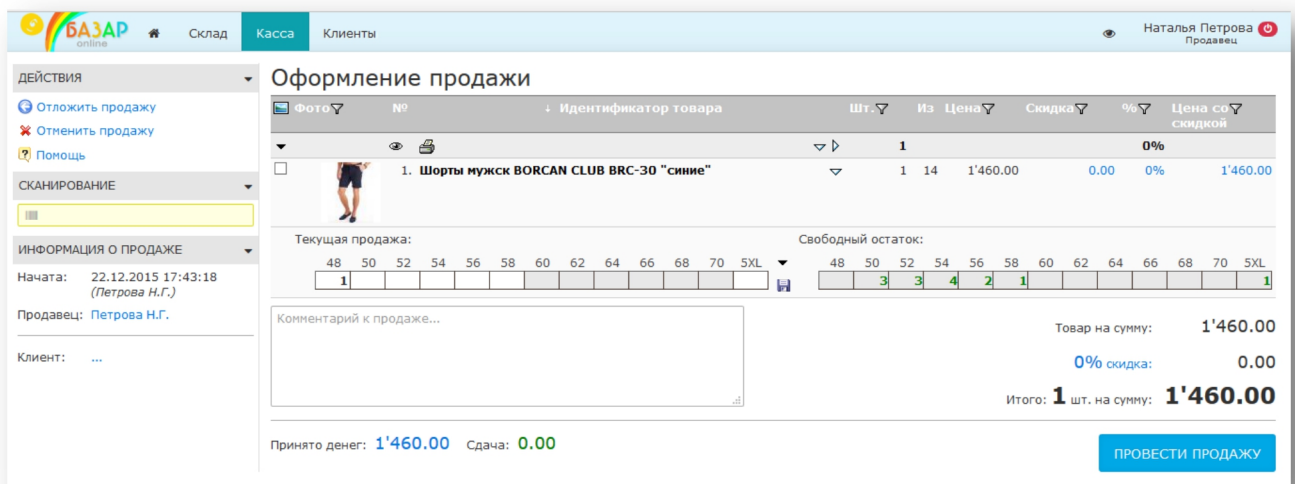 БАЗАР
online
Склад
Касса
Клиенты
Наталья Петрова
Продавец
ДЕЙСТВИЯ
Отложить продажу
Отменить продажу
Помощь
СКАНИРОВАНИЕ
ИНФОРМАЦИЯ О ПРОДАЖЕ
Начата: 22.12.2015 17:43:18
(Петрова Н.Г.)
Продавец: Петрова Н.Г.
Клиент: ...
Оформление продажи
Фото № ↓ Идентификатор товара Шт. Из Цена Скидка % Цена со
скидкой
1 0%
1. Шорты мужск BORCAN CLUB BRC-30 "синие" 1 14 1'460.00 0.00 0% 1'460.00
Текущая продажа: Свободный остаток:
48 50 52 54 56 58 60 62 64 66 68 70 5XL 48 50 52 54 56 58 60 62 64 66 68 70 5XL
1 3 3 4 2 1 1
Комментарий к продаже...
Товар на сумму: 1'460.00
0% скидка: 0.00
Итого: 1 шт. на сумму: 1'460.00
Принято денег: 1'460.00 Сдача: 0.00
ПРОВЕСТИ ПРОДАЖУ